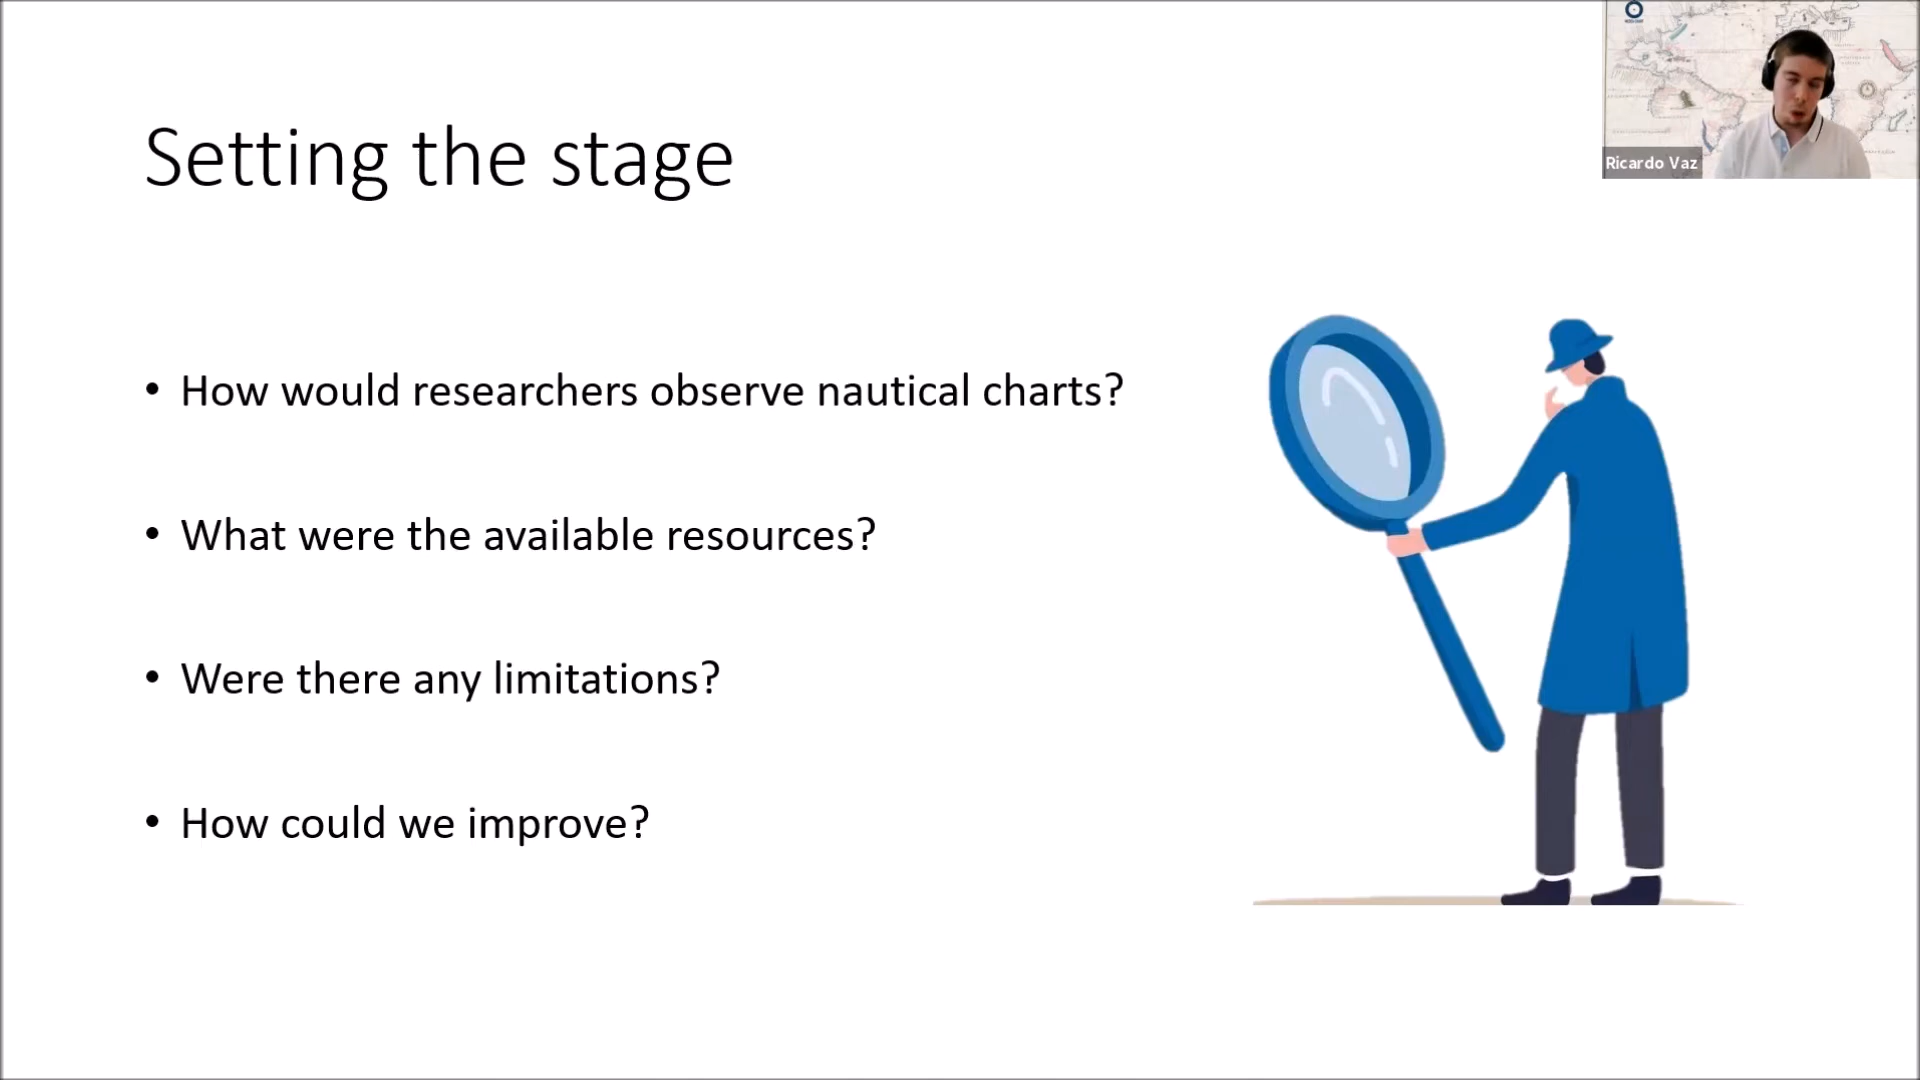 Setting the stage
• How would researchers observe nautical charts?
• What were the available resources?
• Were there any limitations?
• How could we improve?
Ricardo Vaz